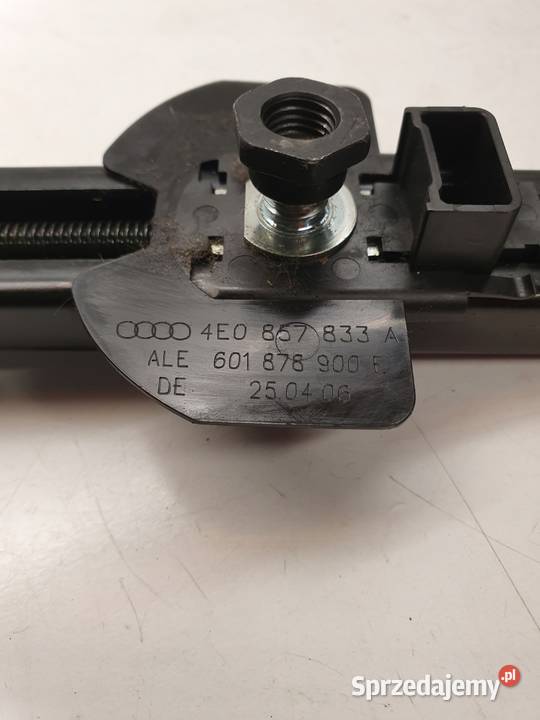 4E0 857 833 A
ALE 601 878 900 E
DE 25.04.06
Sprzedajemy.pl